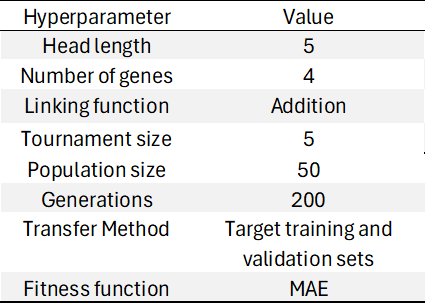 Hyperparameter Value
Head length 5
Number of genes 4
Linking function Addition
Tournament size 5
Population size 50
Generations 200
Transfer Method Target training and
validation sets
Fitness function MAE